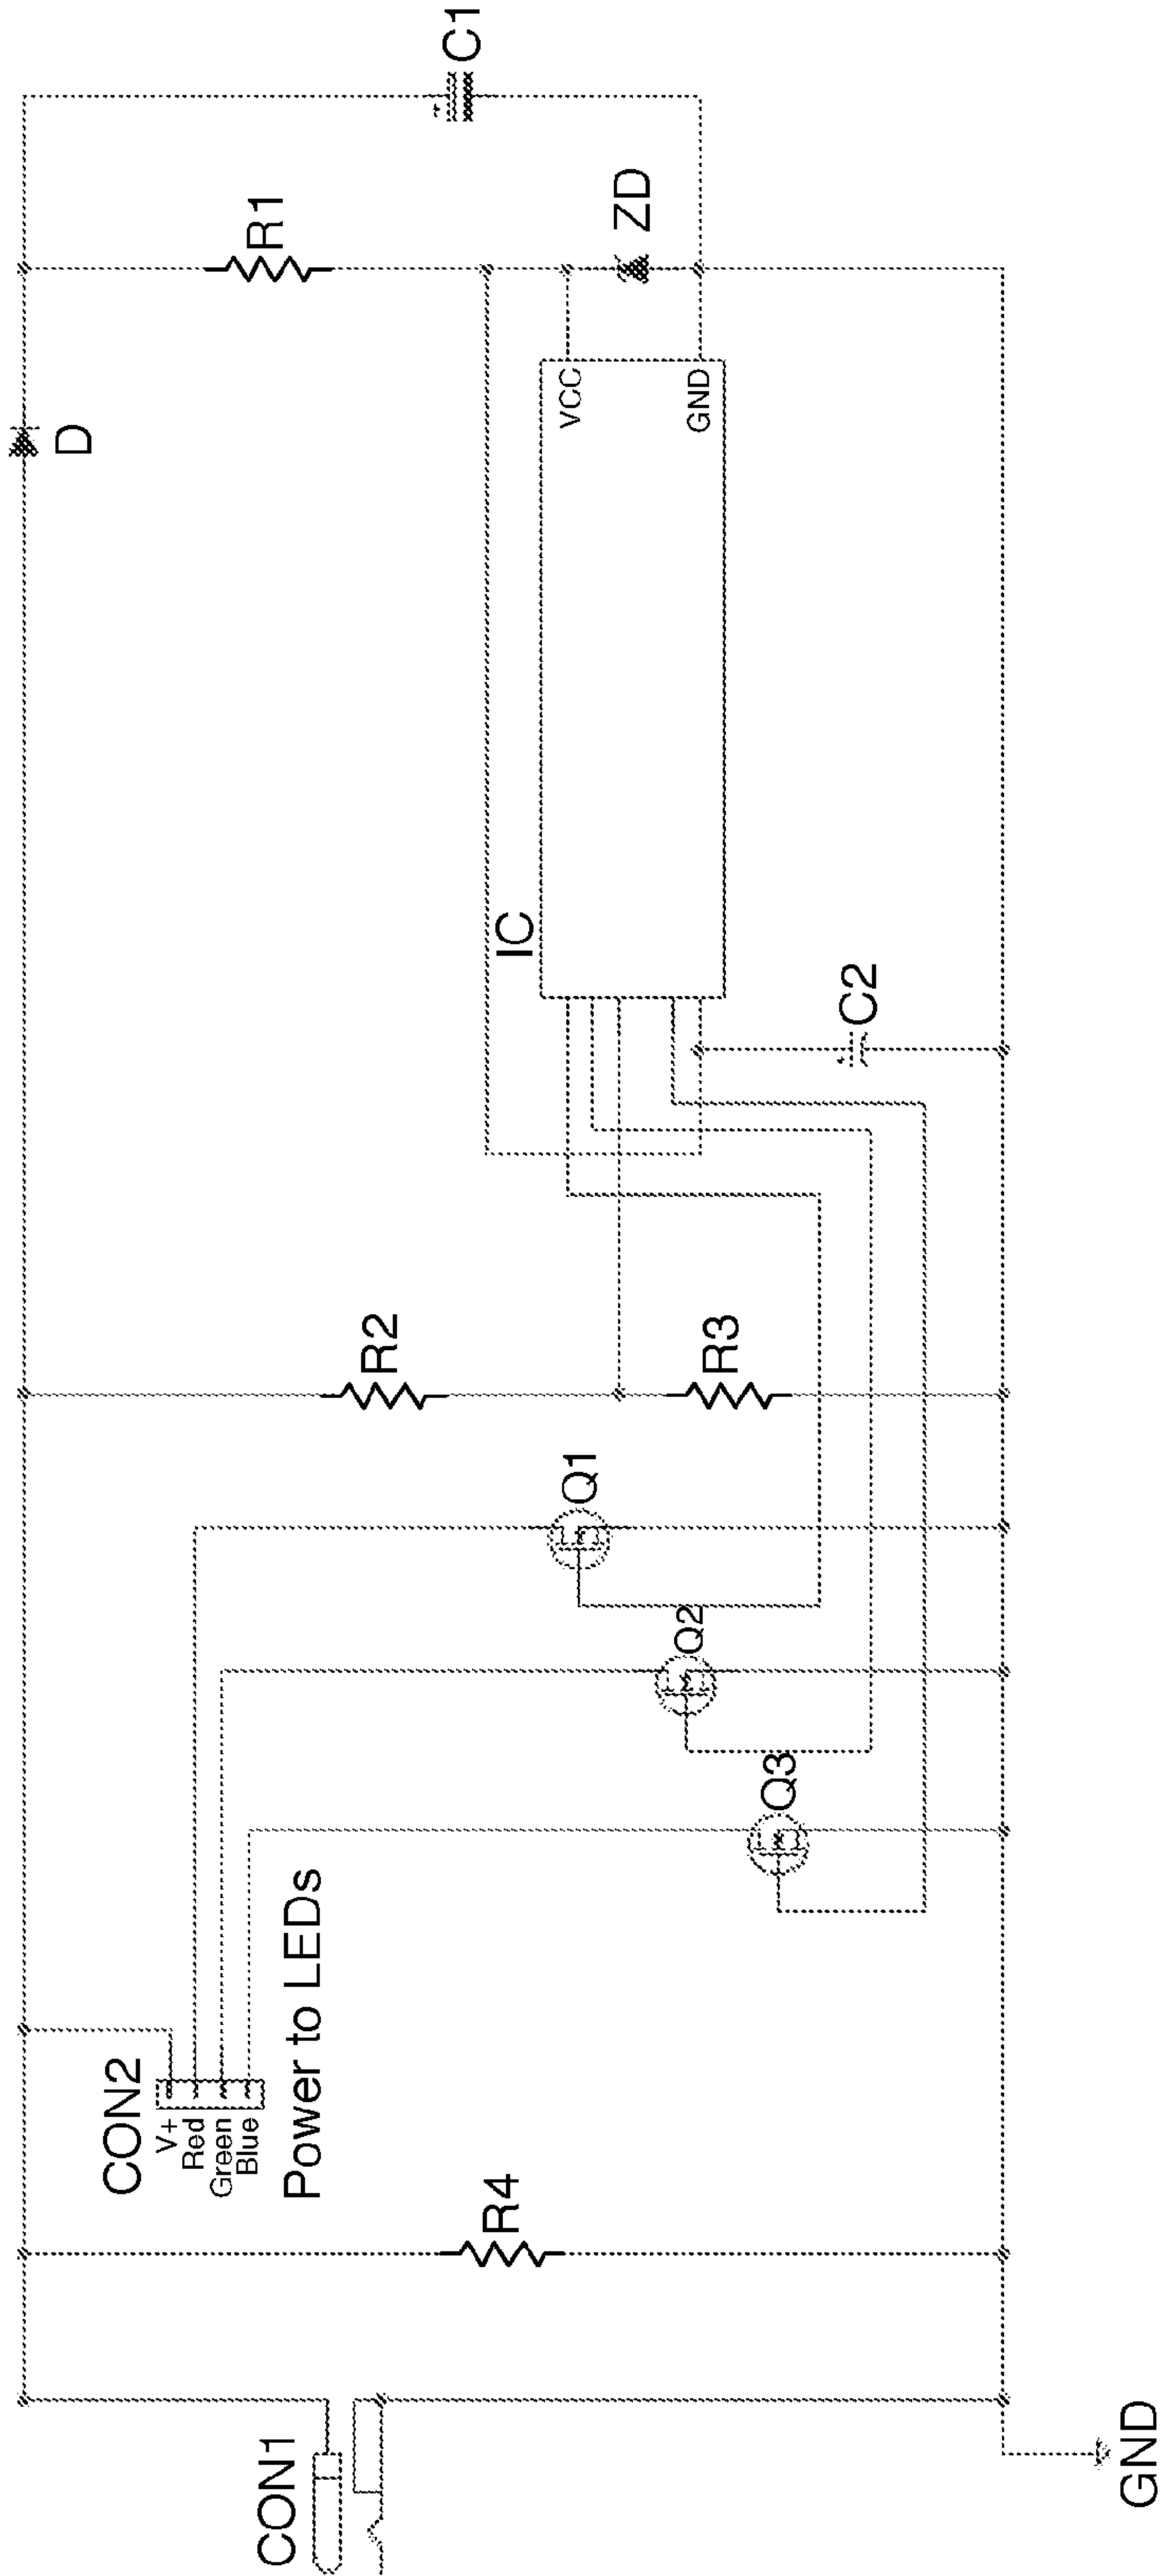 CON1
GND
R4
CON2
V+
Red
Green
Blue
Power to LEDs
Q3
Q2
Q1
R2
R3
C2
IC
VCC
GND
D
R1
ZD
C1